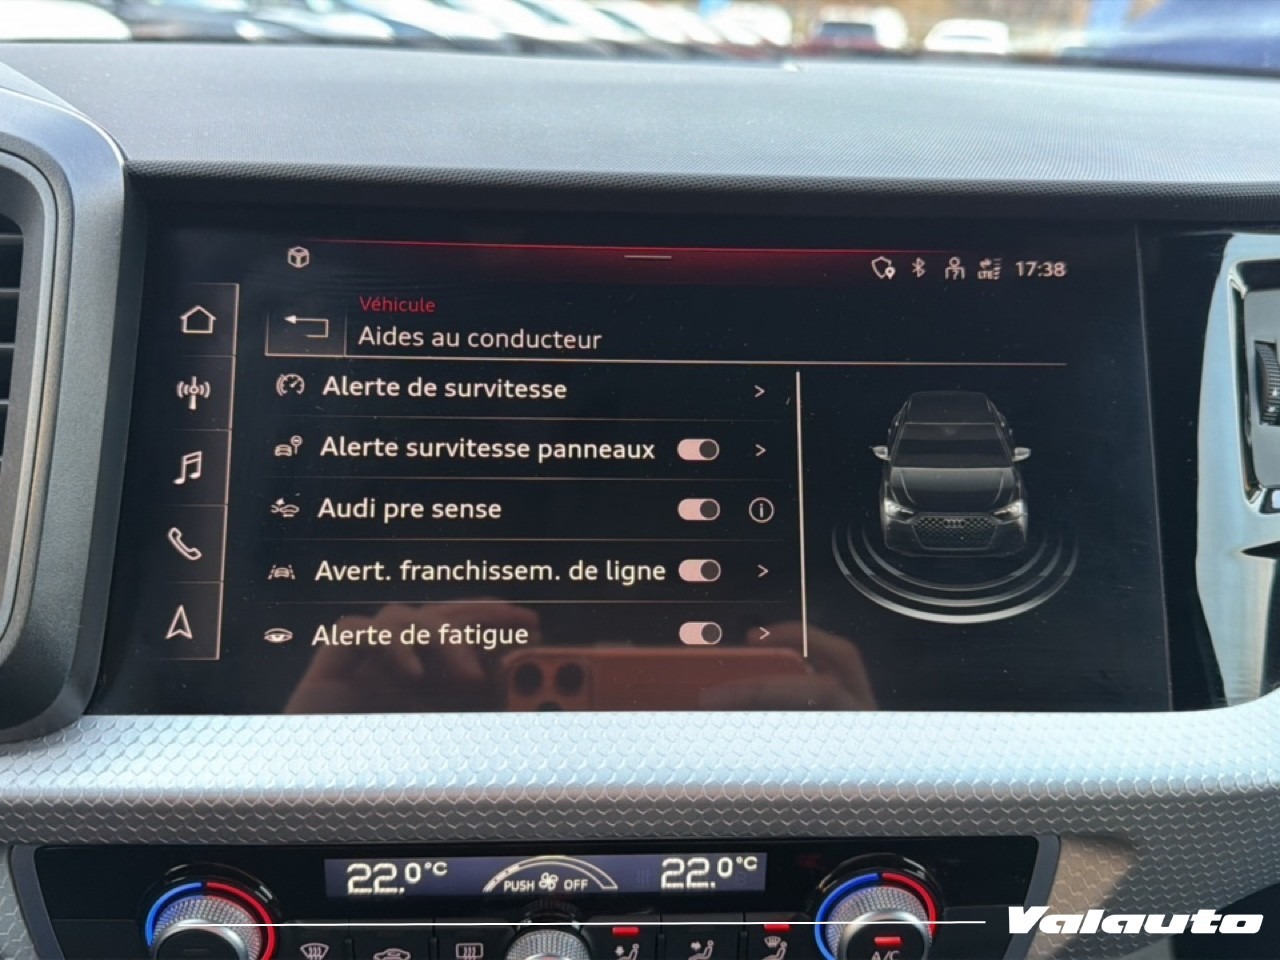 LTE 17:38
Véhicule
Aides au conducteur
Alerte de survitesse
Alerte survitesse panneaux
Audi pre sense
Avert. franchissem. de ligne
Alerte de fatigue
22.0°C PUSH OFF 22.0°C
A/C
Valauto